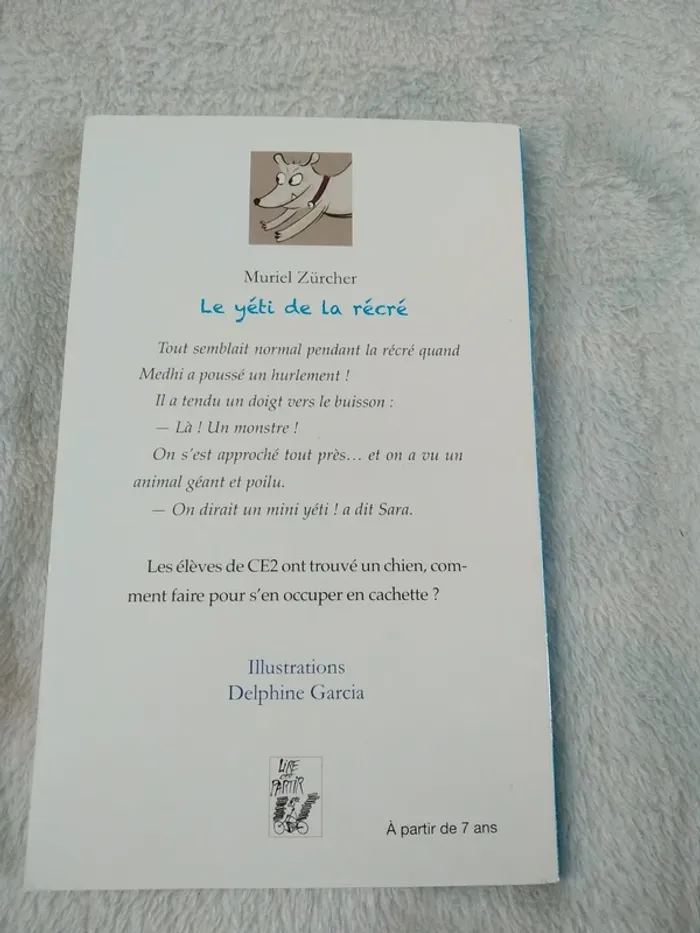 Muriel Zürcher
Le yéti de la récré
Tout semblait normal pendant la récré quand
Medhi a poussé un hurlement !
Il a tendu un doigt vers le buisson :
— Là ! Un monstre !
On s'est approché tout près... et on a vu un
animal géant et poilu.
— On dirait un mini yéti ! a dit Sara.
Les élèves de CE2 ont trouvé un chien, com-
ment faire pour s'en occuper en cachette ?
Illustrations
Delphine Garcia
LIRE
C'EST
PARTIR
À partir de 7 ans